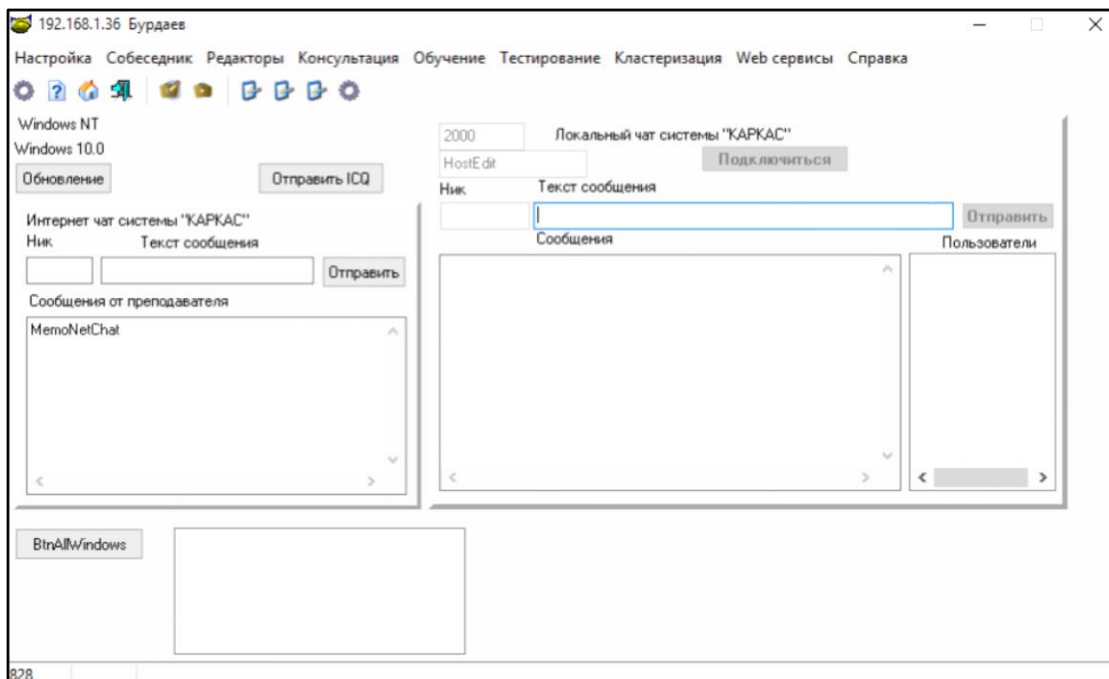 192.168.1.36 Бурдаев
Настройка Собеседник Редакторы Консультация Обучение Тестирование Кластеризация Web сервисы Справка
Windows NT
Windows 10.0
Обновление
Отправить ICQ
Интернет чат системы "КАРКАС"
Ник Текст сообщения
Отправить
Сообщения от преподавателя
MemoNetChat
2000 Локальный чат системы "КАРКАС"
HostEdit Подключиться
Ник Текст сообщения
Отправить
Сообщения Пользователи
BtnAllWindows
828